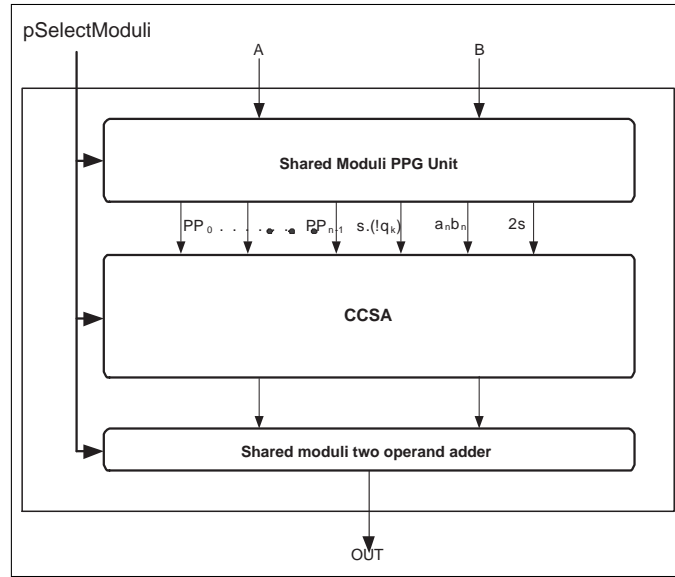 pSelectModuli
A B
Shared Moduli PPG Unit
PP0 . . . . . . . PPn-1 s.(!qk) anbn 2s
CCSA
Shared moduli two operand adder
OUT